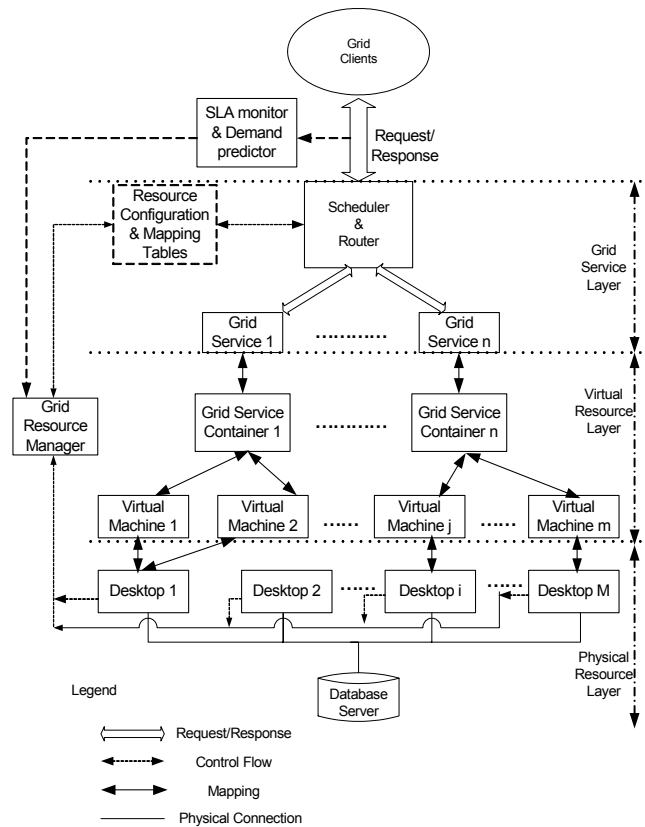 Grid
Clients
SLA monitor
& Demand
predictor
Request/
Response
Resource
Configuration
& Mapping
Tables
Scheduler
&
Router
Grid
Service
Layer
Grid
Service 1
............
Grid
Service n
Grid
Resource
Manager
Grid Service
Container 1
............
Grid Service
Container n
Virtual
Resource
Layer
Virtual
Machine 1
Virtual
Machine 2
......
Virtual
Machine j
......
Virtual
Machine m
Desktop 1
Desktop 2
......
Desktop i
......
Desktop M
Physical
Resource
Layer
Database
Server
Legend
Request/Response
Control Flow
Mapping
Physical Connection